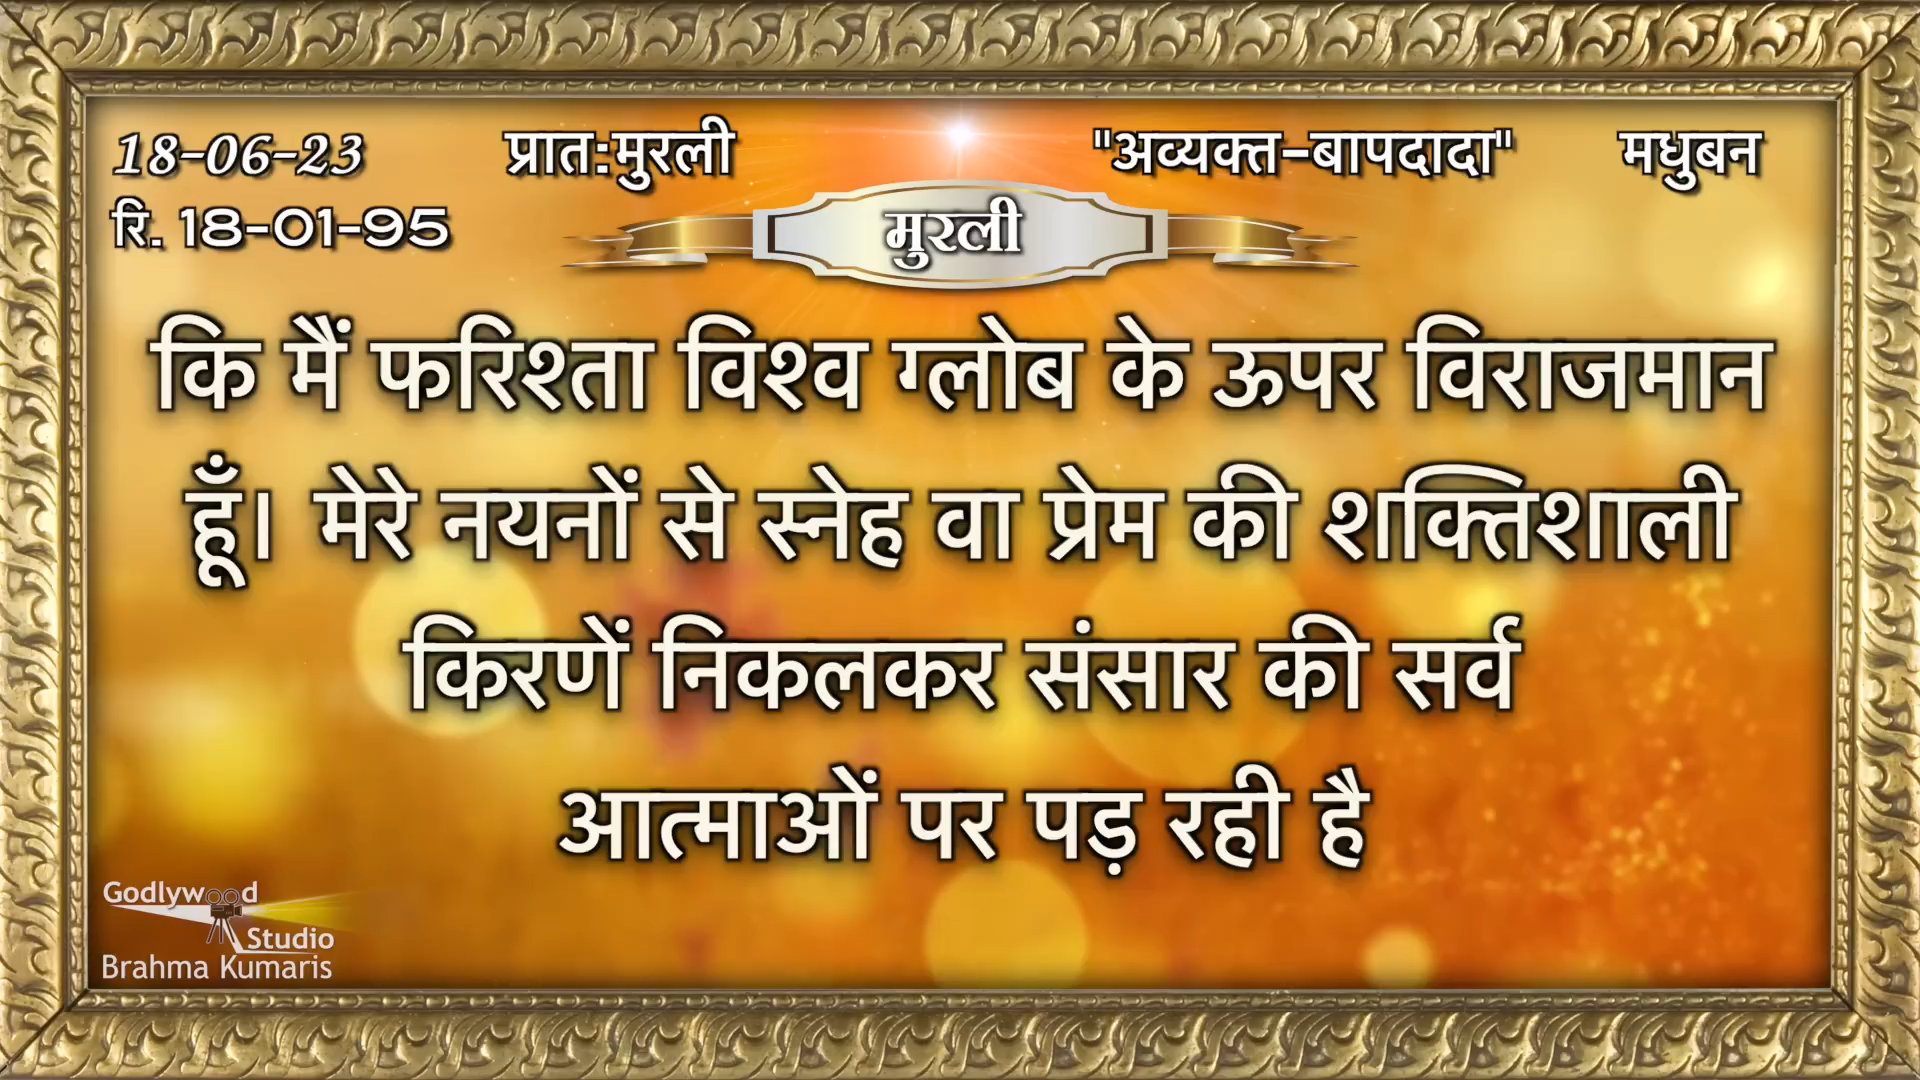 18-06-23 प्रात:मुरली "अव्यक्त-बापदादा" मधुबन
रि. 18-01-95
मुरली
कि मैं फरिश्ता विश्व ग्लोब के ऊपर विराजमान
हूँ। मेरे नयनों से स्नेह वा प्रेम की शक्तिशाली
किरणें निकलकर संसार की सर्व
आत्माओं पर पड़ रही है
Godlywood
Studio
Brahma Kumaris